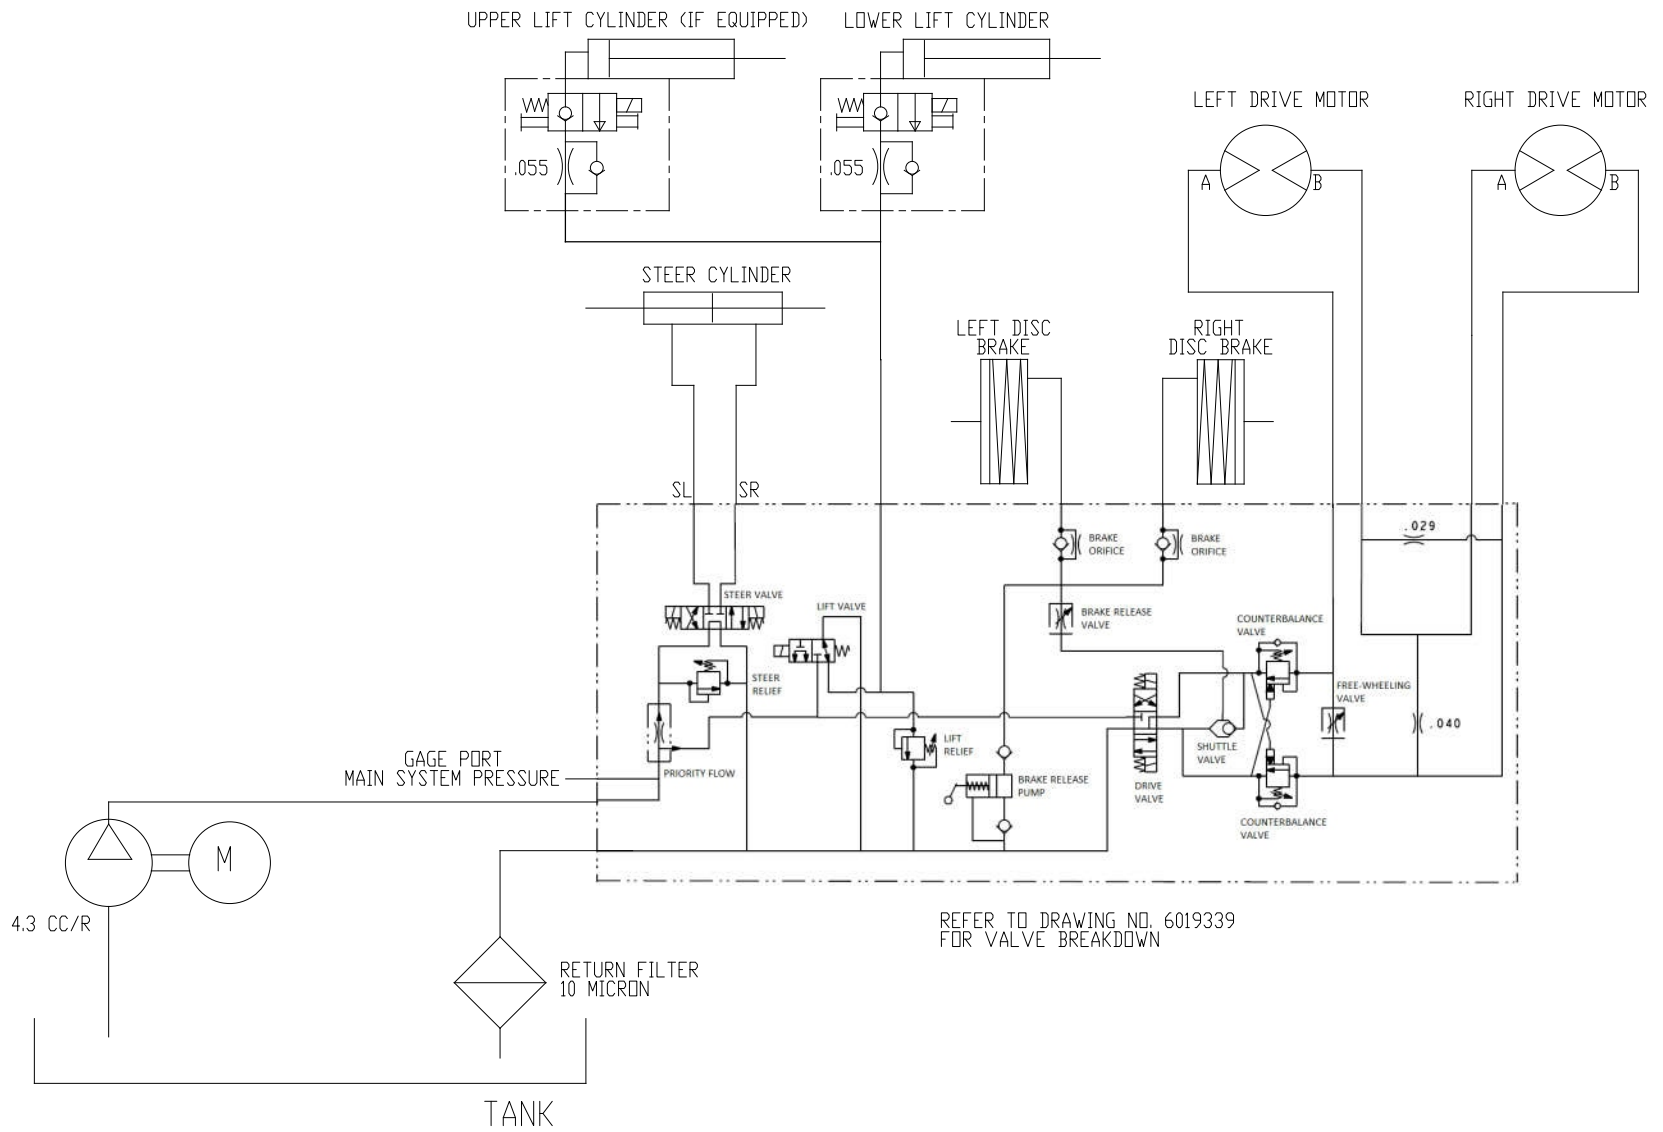 UPPER LIFT CYLINDER (IF EQUIPPED)
LOWER LIFT CYLINDER
LEFT DRIVE MOTOR
RIGHT DRIVE MOTOR
.055
.055
A
B
A
B
STEER CYLINDER
LEFT DISC
BRAKE
RIGHT
DISC BRAKE
SL
SR
.029
BRAKE
ORIFICE
BRAKE
ORIFICE
STEER VALVE
LIFT VALVE
BRAKE RELEASE
VALVE
COUNTERBALANCE
VALVE
STEER
RELIEF
FREE-WHEELING
VALVE
.040
LIFT
RELIEF
SHUTTLE
VALVE
GAGE PORT
MAIN SYSTEM PRESSURE
PRIORITY FLOW
BRAKE RELEASE
PUMP
DRIVE
VALVE
COUNTERBALANCE
VALVE
M
4.3 CC/R
REFER TO DRAWING NO. 6019339
FOR VALVE BREAKDOWN
RETURN FILTER
10 MICRON
TANK